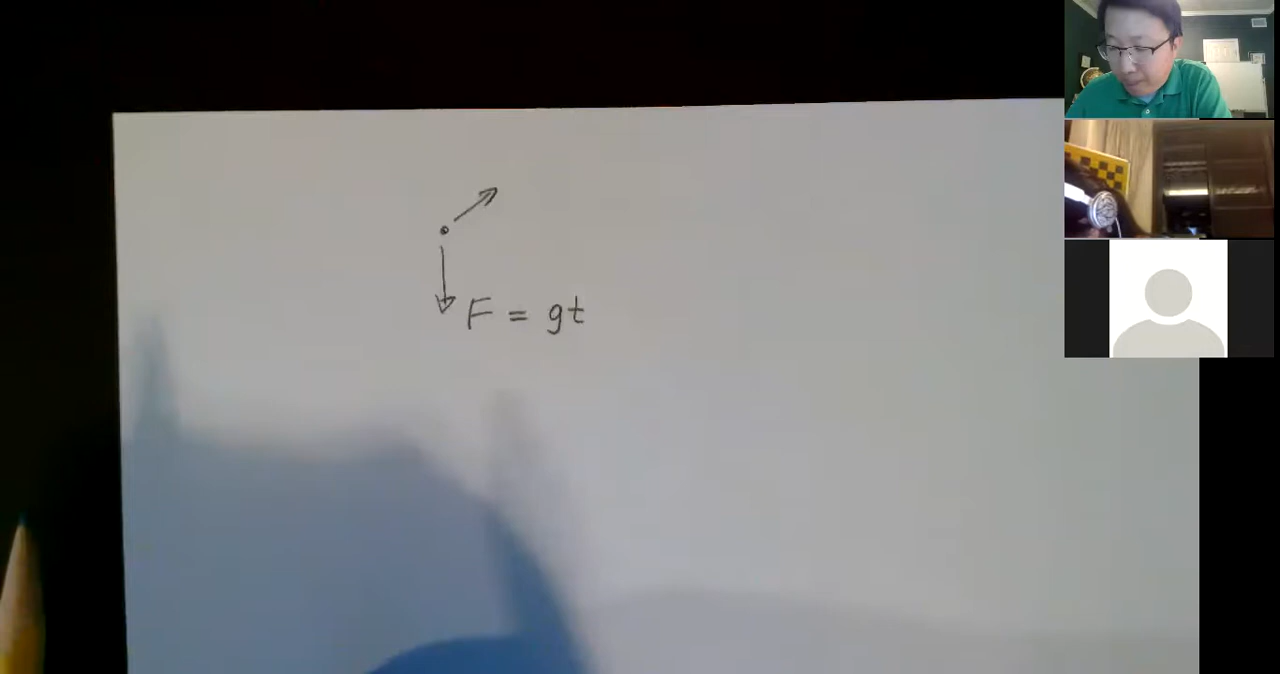 F = gt